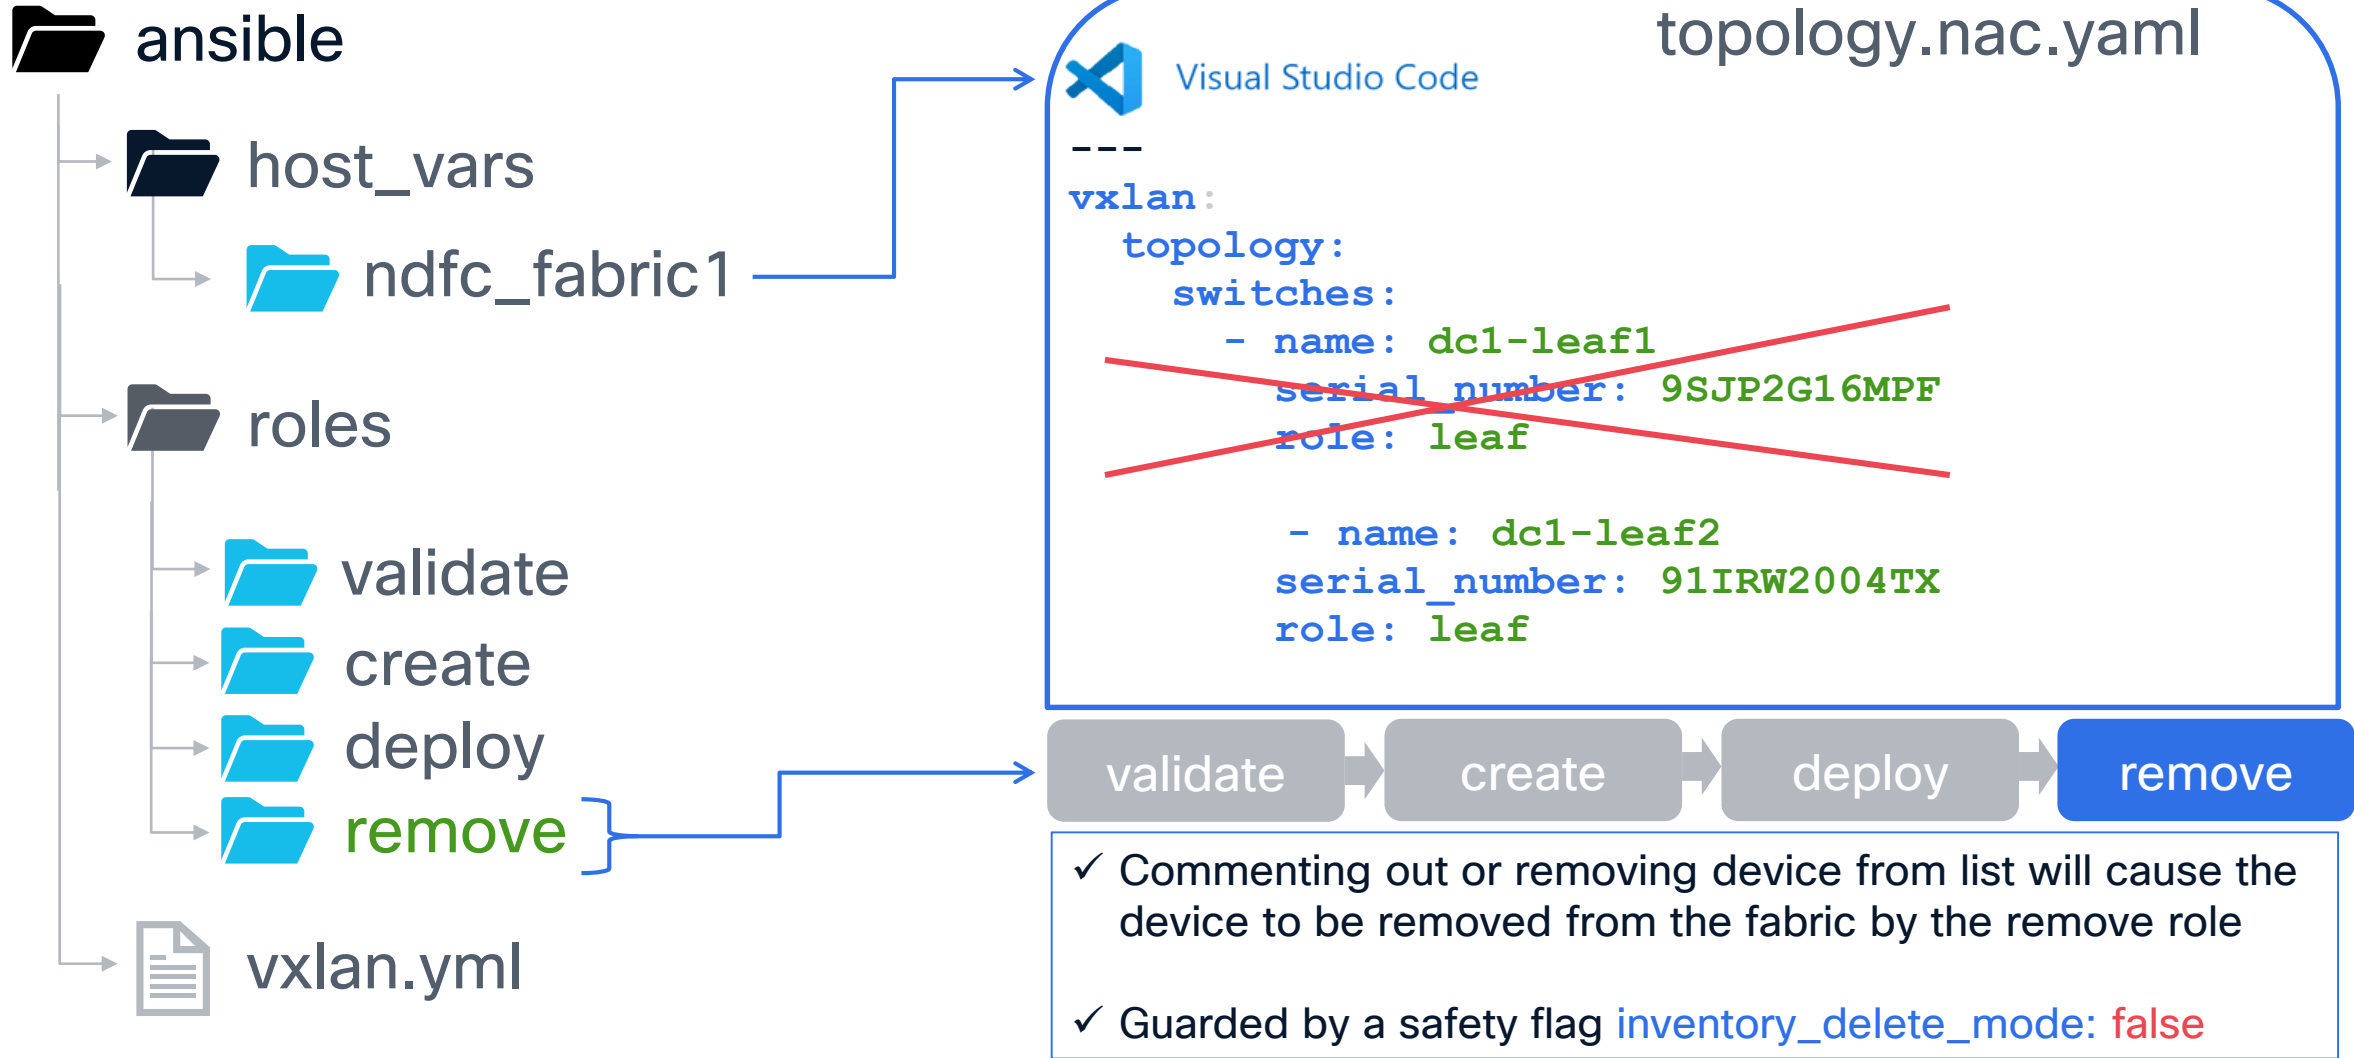 ansible
host_vars
ndfc_fabric1
roles
validate
create
deploy
remove
vxlan.yml
topology.nac.yaml
Visual Studio Code
---
vxlan:
topology:
switches:
- name: dc1-leaf1
serial_number: 9SJP2G16MPF
role: leaf
- name: dc1-leaf2
serial_number: 91IRW2004TX
role: leaf
validate
create
deploy
remove
✓ Commenting out or removing device from list will cause the
device to be removed from the fabric by the remove role
✓ Guarded by a safety flag inventory_delete_mode: false